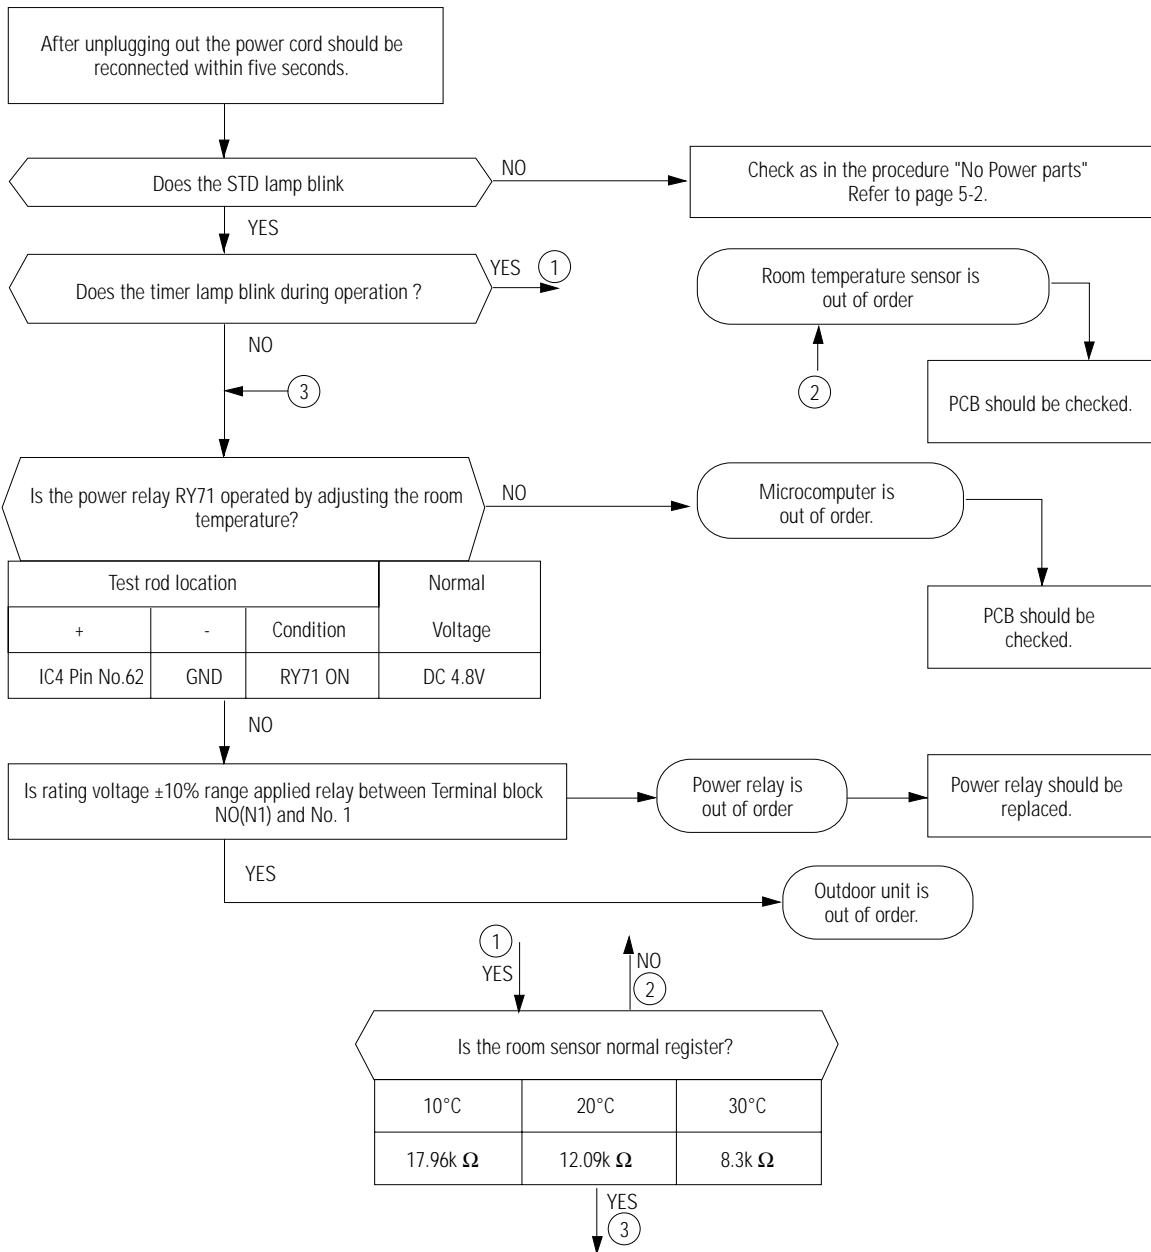 After unplugging out the power cord should be
reconnected within five seconds.
Does the STD lamp blink
NO
Check as in the procedure "No Power parts"
Refer to page 5-2.
YES
Does the timer lamp blink during operation ?
YES 1
Room temperature sensor is
out of order
NO
3
2
PCB should be checked.
Is the power relay RY71 operated by adjusting the room
temperature?
NO
Microcomputer is
out of order.
Test rod location
Normal
+ - Condition Voltage
IC4 Pin No.62 GND RY71 ON DC 4.8V
PCB should be
checked.
NO
Is rating voltage ±10% range applied relay between Terminal block
NO(N1) and No. 1
Power relay is
out of order
Power relay should be
replaced.
YES
Outdoor unit is
out of order.
1
YES
NO
2
Is the room sensor normal register?
10°C 20°C 30°C
17.96k Ω 12.09k Ω 8.3k Ω
YES
3